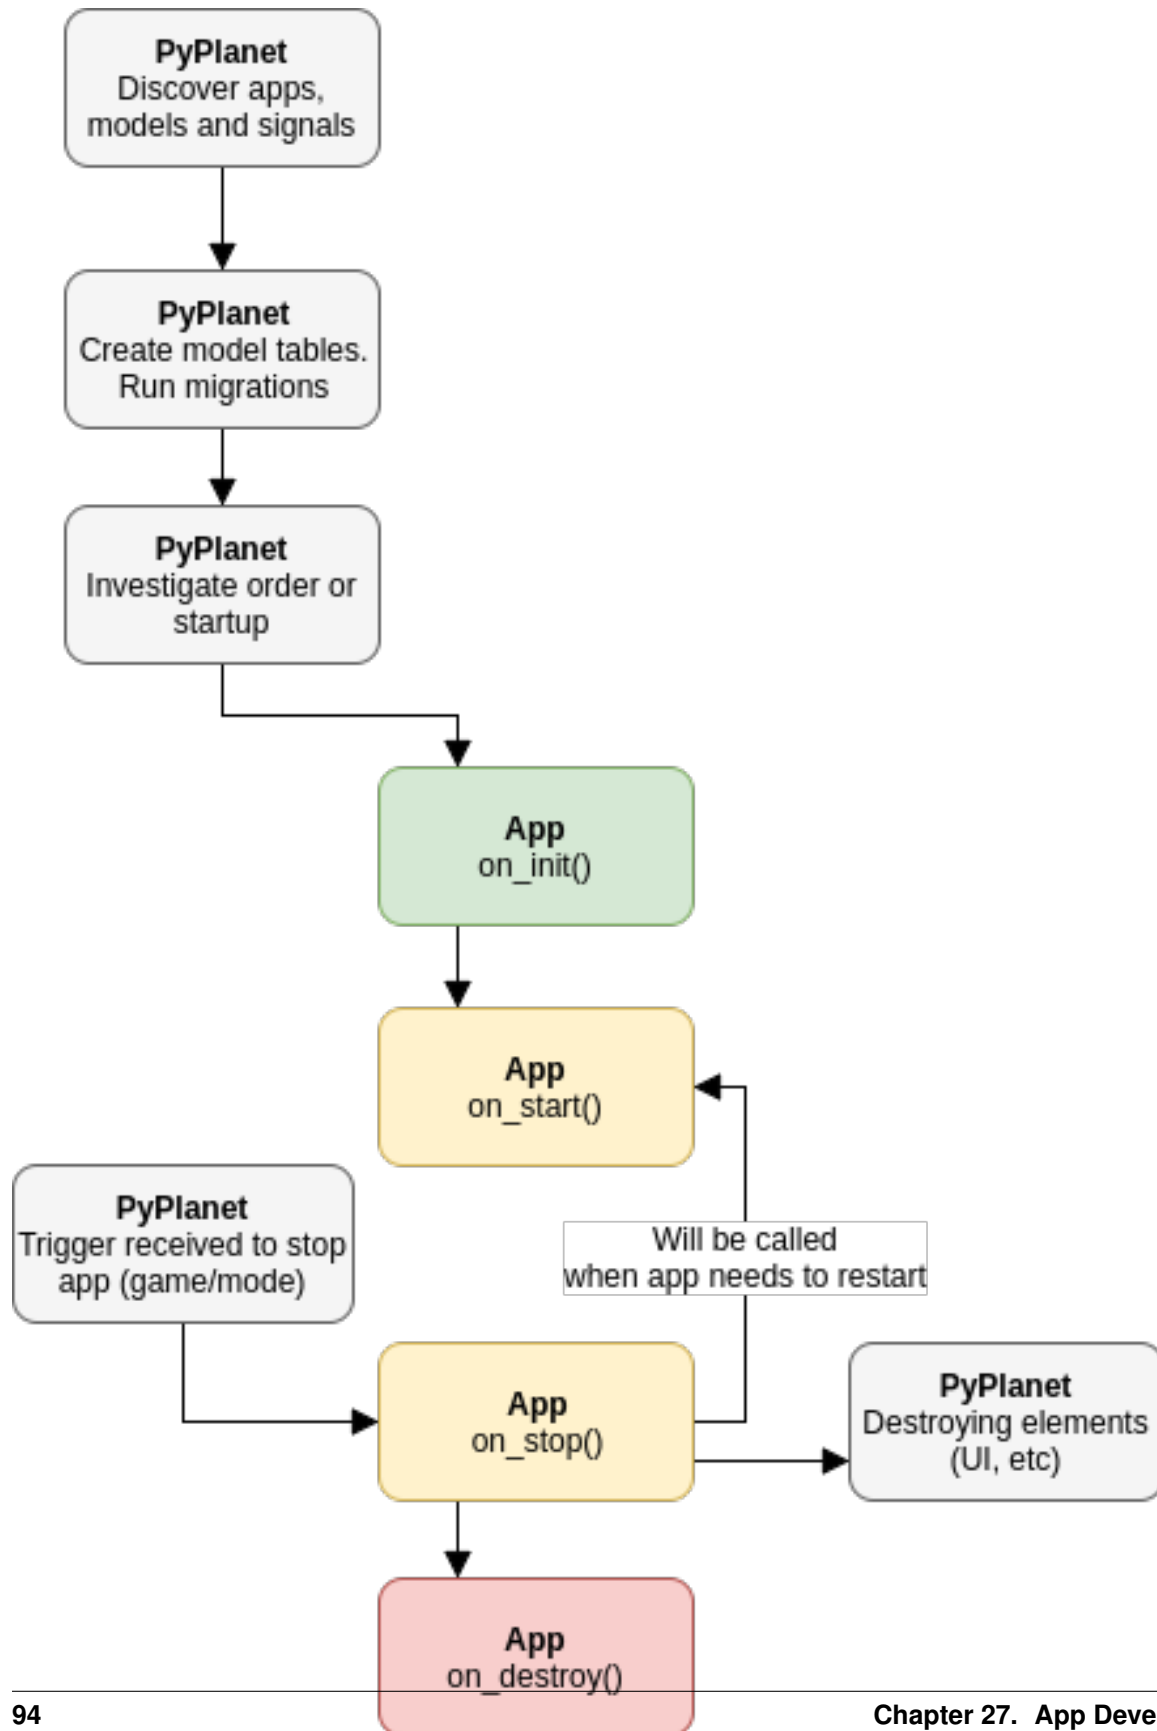 PyPlanet
Discover apps,
models and signals
PyPlanet
Create model tables.
Run migrations
PyPlanet
Investigate order or
startup
App
on_init()
App
on_start()
PyPlanet
Trigger received to stop
app (game/mode)
Will be called
when app needs to restart
App
on_stop()
PyPlanet
Destroying elements
(UI, etc)
App
on_destroy()
94
Chapter 27. App Deve